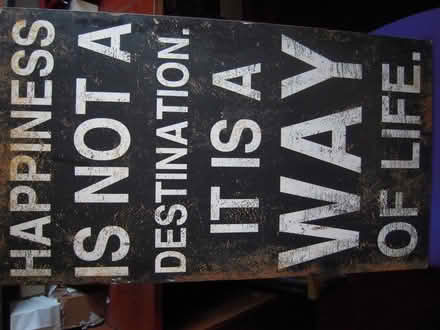 HAPPINESS
IS NOT A
DESTINATION.
IT IS A
WAY
OF LIFE.